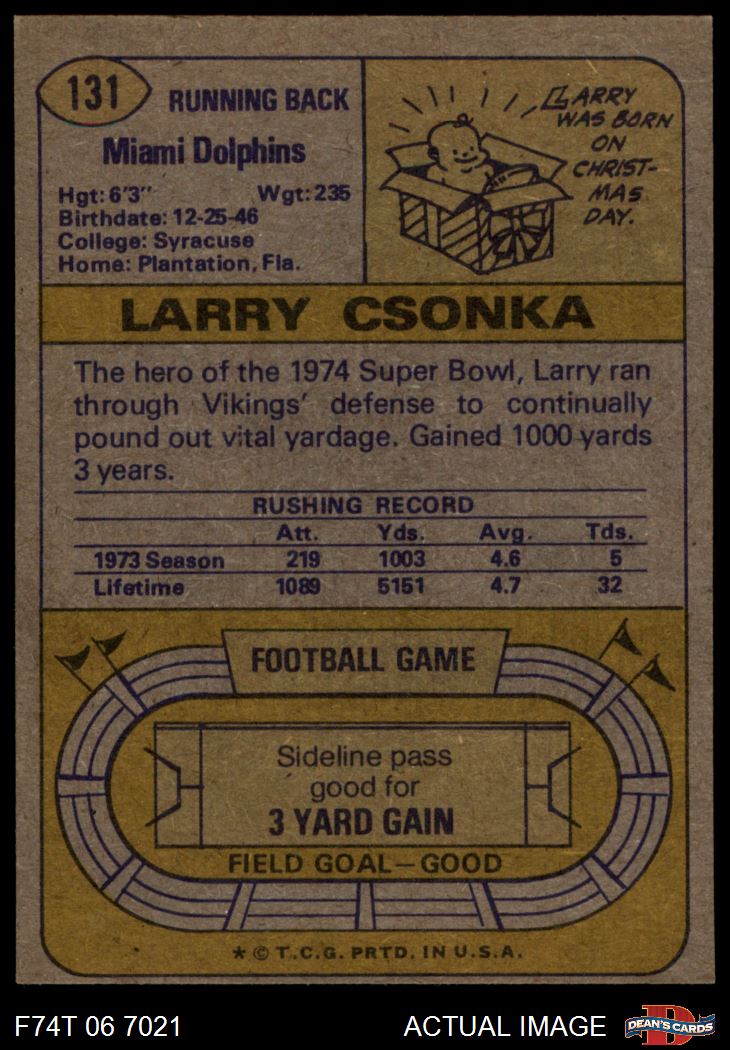 131
RUNNING BACK
Miami Dolphins
Hgt: 6'3" Wgt: 235
Birthdate: 12-25-46
College: Syracuse
Home: Plantation, Fla.
LARRY
WAS BORN
ON
CHRIST-
MAS
DAY.
LARRY CSONKA
The hero of the 1974 Super Bowl, Larry ran
through Vikings' defense to continually
pound out vital yardage. Gained 1000 yards
3 years.
RUSHING RECORD
Att. Yds. Avg. Tds.
1973 Season 219 1003 4.6 5
Lifetime 1089 5151 4.7 32
FOOTBALL GAME
Sideline pass
good for
3 YARD GAIN
FIELD GOAL—GOOD
* © T.C.G. PRTD. IN U.S.A.
F74T 06 7021 ACTUAL IMAGE
D
DEAN'S CARDS